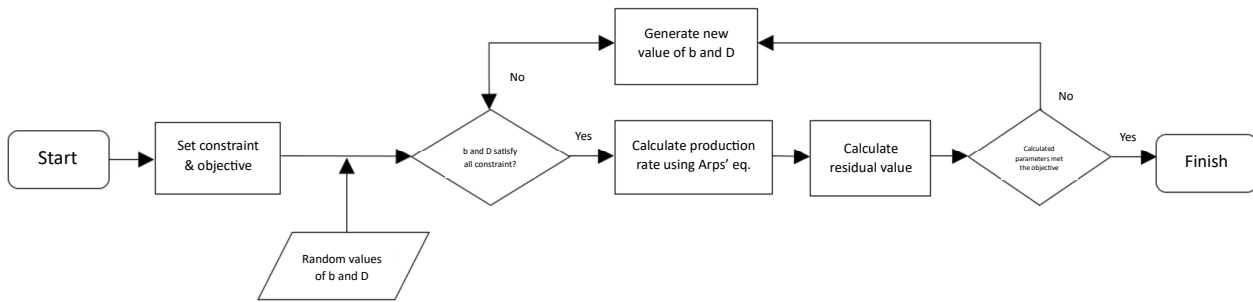 Generate new
value of b and D
No
No
Start
Set constraint
& objective
b and D satisfy
all constraint?
Yes
Calculate production
rate using Arps’ eq.
Calculate
residual value
Calculated
parameters met
the objective
Yes
Finish
Random values
of b and D